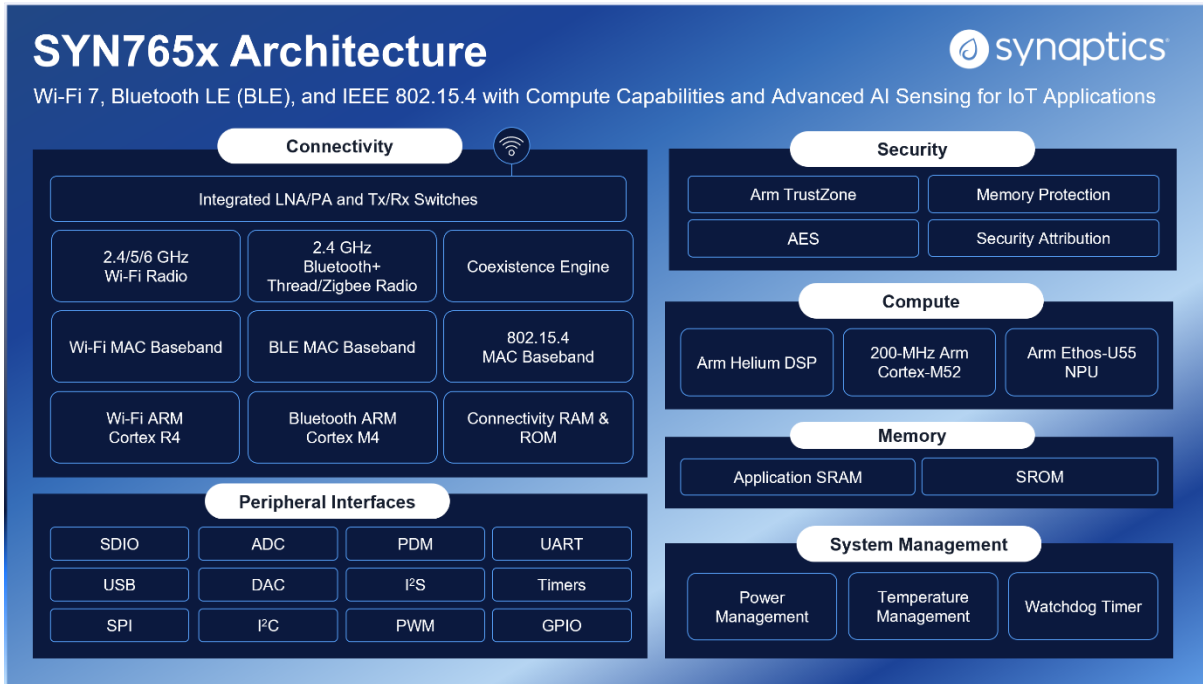 SYN765x Architecture
synaptics®
Wi-Fi 7, Bluetooth LE (BLE), and IEEE 802.15.4 with Compute Capabilities and Advanced AI Sensing for IoT Applications
Connectivity
Integrated LNA/PA and Tx/Rx Switches
2.4/5/6 GHz
Wi-Fi Radio
2.4 GHz
Bluetooth+
Thread/Zigbee Radio
Coexistence Engine
Wi-Fi MAC Baseband
BLE MAC Baseband
802.15.4
MAC Baseband
Wi-Fi ARM
Cortex R4
Bluetooth ARM
Cortex M4
Connectivity RAM &
ROM
Peripheral Interfaces
SDIO
ADC
PDM
UART
USB
DAC
I²S
Timers
SPI
I²C
PWM
GPIO
Security
Arm TrustZone
Memory Protection
AES
Security Attribution
Compute
Arm Helium DSP
200-MHz Arm
Cortex-M52
Arm Ethos-U55
NPU
Memory
Application SRAM
SROM
System Management
Power
Management
Temperature
Management
Watchdog Timer